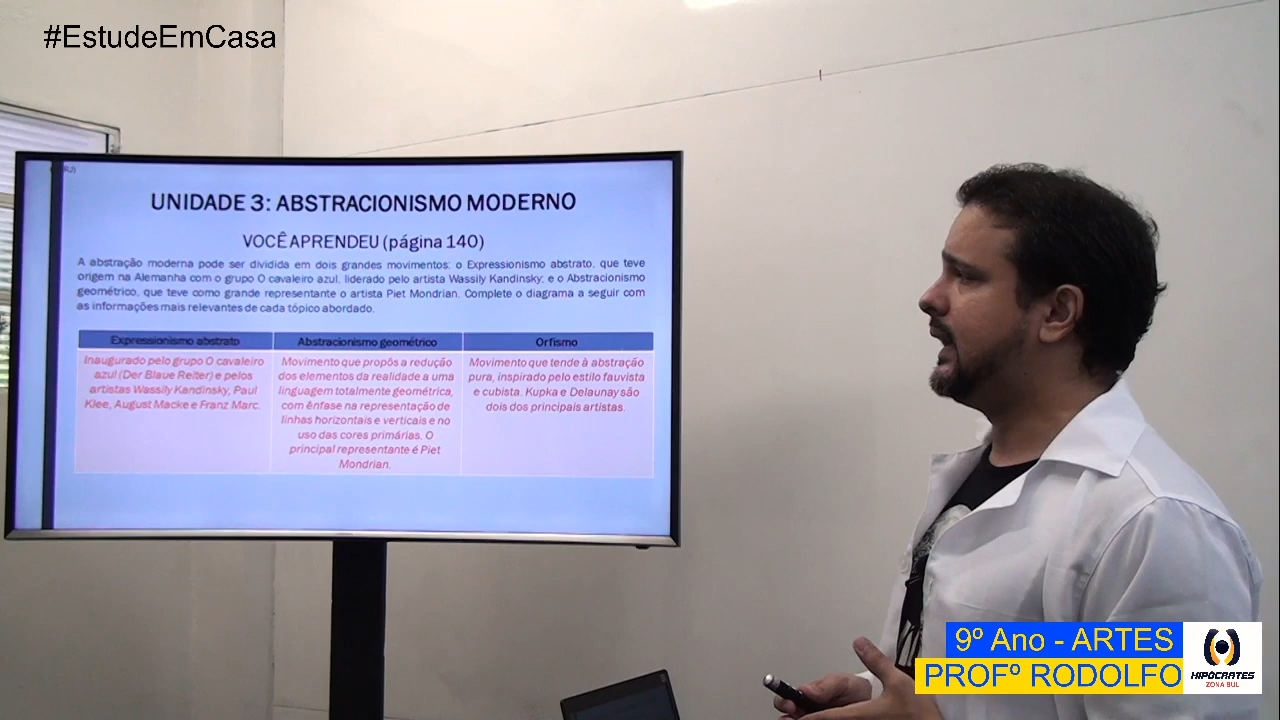 #EstudeEmCasa
UNIDADE 3: ABSTRACIONISMO MODERNO
VOCÊ APRENDEU (página 140)
A abstração moderna pode ser dividida em dois grandes movimentos: o Expressionismo abstrato, que teve
origem na Alemanha com o grupo O cavaleiro azul, liderado pelo artista Wassily Kandinsky; e o Abstracionismo
geométrico, que teve como grande representante o artista Piet Mondrian. Complete o diagrama a seguir com
as informações mais relevantes de cada tópico abordado.
Expressionismo abstrato
Inaugurado pelo grupo O cavaleiro
azul (Der Blaue Reiter) e pelos
artistas Wassily Kandinsky, Paul
Klee, August Macke e Franz Marc.
Abstracionismo geométrico
Movimento que propôs a redução
dos elementos da realidade a uma
linguagem totalmente geométrica,
com ênfase na representação de
linhas horizontais e verticais e no
uso das cores primárias. O
principal representante é Piet
Mondrian.
Orfismo
Movimento que tende à abstração
pura, inspirado pelo estilo fauvista
e cubista. Kupka e Delaunay são
dois dos principais artistas.
9º Ano - ARTES
PROFº RODOLFO
HIPÓCRATES
ZONA SUL